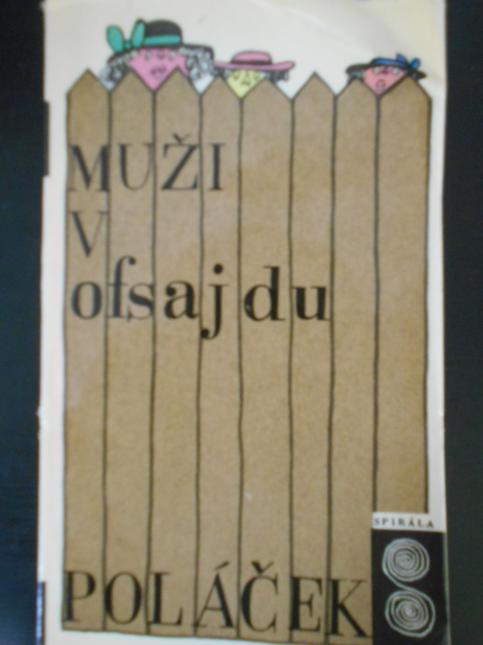 MUŽI
V
ofsajdu
SPIRÁLA
POLÁČEK